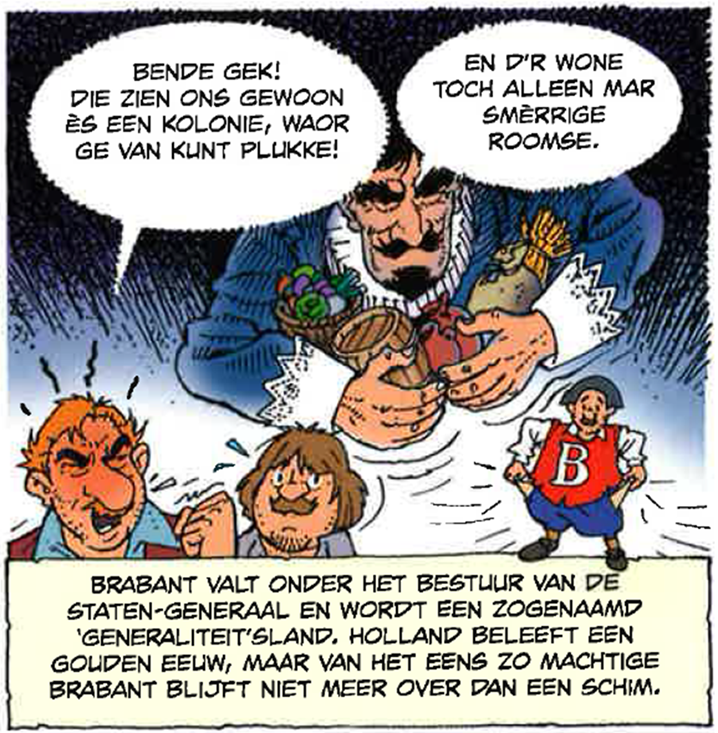 BENDE GEK!
DIE ZIEN ONS GEWOON
ÈS EEN KOLONIE, WAOR
GE VAN KUNT PLUKKE!
EN D'R WONE
TOCH ALLEEN MAR
SMÈRRIGE
ROOMSE.
B
BRABANT VALT ONDER HET BESTUUR VAN DE
STATEN-GENERAAL EN WORDT EEN ZOGENAAMD
'GENERALITEIT'SLAND. HOLLAND BELEEFT EEN
GOUDEN EEUW, MAAR VAN HET EENS ZO MACHTIGE
BRABANT BLIJFT NIET MEER OVER DAN EEN SCHIM.